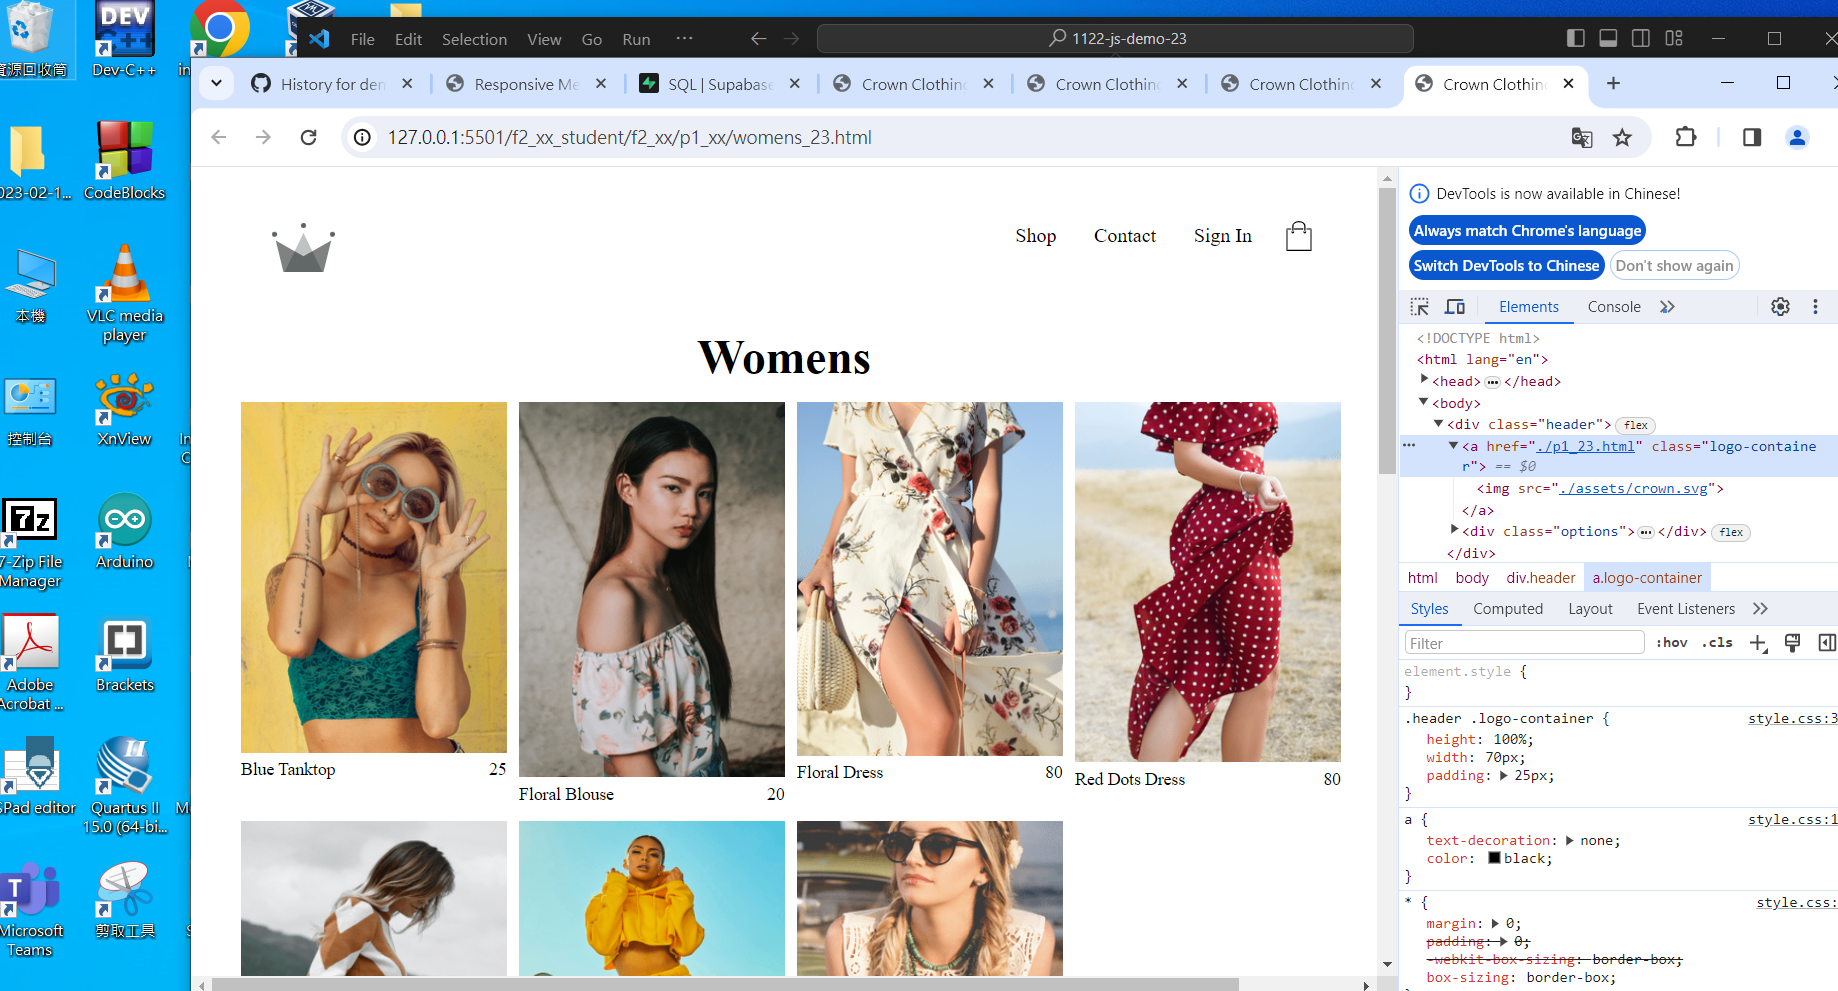 File Edit Selection View Go Run ··· 1122-js-demo-23
資源回收筒
Dev-C++
023-02-1...
CodeBlocks
本機
VLC media
player
控制台
XnView
7-Zip File
Manager
Arduino
Adobe
Acrobat ...
Brackets
SPad editor
Quartus II
15.0 (64-bi...
Microsoft
Teams
剪取工具
History for dem
Responsive Me
SQL | Supabase
Crown Clothing
Crown Clothing
Crown Clothing
Crown Clothing
127.0.0.1:5501/f2_xx_student/f2_xx/p1_xx/womens_23.html
Shop Contact Sign In
Womens
Blue Tanktop 25
Floral Blouse 20
Floral Dress 80
Red Dots Dress 80
DevTools is now available in Chinese!
Always match Chrome's language
Switch DevTools to Chinese Don't show again
Elements Console
<!DOCTYPE html>
<html lang="en">
<head> ··· </head>
<body>
<div class="header"> flex
··· <a href="./p1_23.html" class="logo-containe
r"> == $0
<img src="./assets/crown.svg">
</a>
<div class="options"> ··· </div> flex
</div>
html body div.header a.logo-container
Styles Computed Layout Event Listeners
Filter :hov .cls
element.style {
}
.header .logo-container { style.css:3
height: 100%;
width: 70px;
padding: 25px;
}
a { style.css:1
text-decoration: none;
color: black;
}
* { style.css:
margin: 0;
padding: 0;
-webkit-box-sizing: border-box;
box-sizing: border-box;